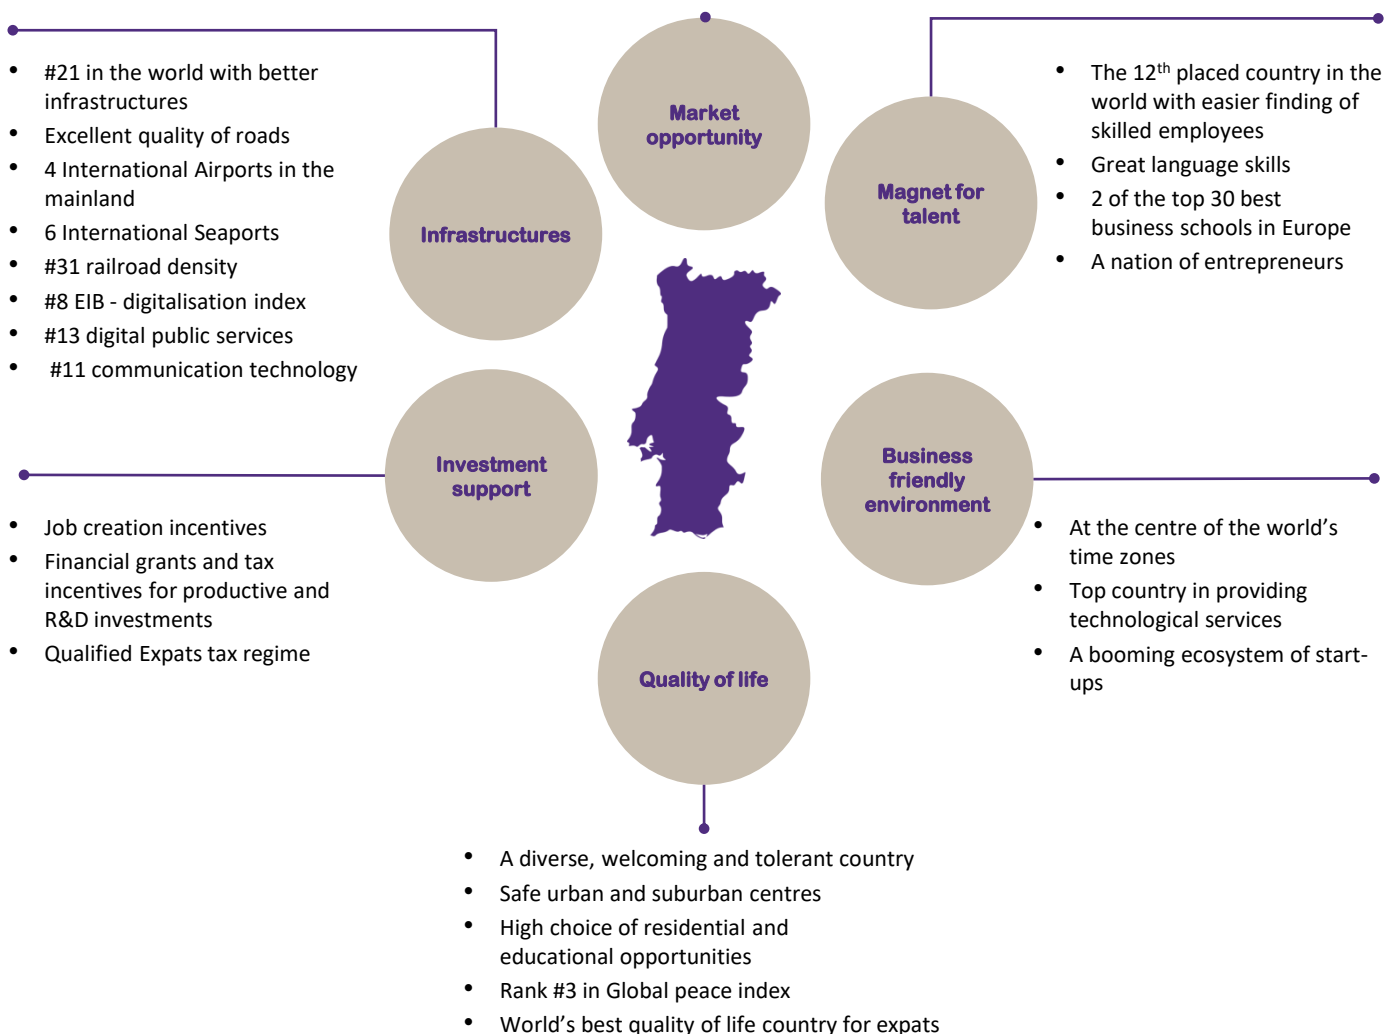 Market
opportunity
• #21 in the world with better
infrastructures
• Excellent quality of roads
• 4 International Airports in the
mainland
• 6 International Seaports
• #31 railroad density
• #8 EIB - digitalisation index
• #13 digital public services
• #11 communication technology
Infrastructures
Magnet for
talent
• The 12th placed country in the
world with easier finding of
skilled employees
• Great language skills
• 2 of the top 30 best
business schools in Europe
• A nation of entrepreneurs
Investment
support
• Job creation incentives
• Financial grants and tax
incentives for productive and
R&D investments
• Qualified Expats tax regime
Business
friendly
environment
• At the centre of the world’s
time zones
• Top country in providing
technological services
• A booming ecosystem of start-
ups
Quality of life
• A diverse, welcoming and tolerant country
• Safe urban and suburban centres
• High choice of residential and
educational opportunities
• Rank #3 in Global peace index
• World’s best quality of life country for expats